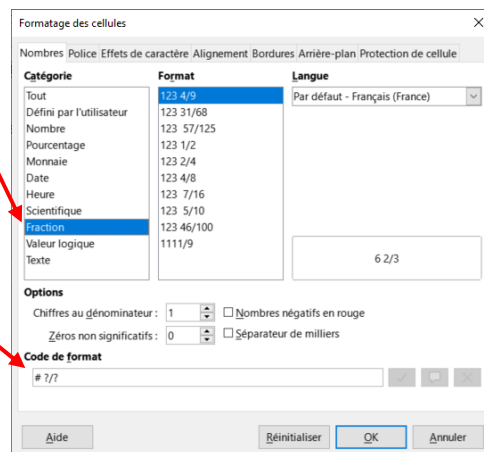 Formatage des cellules
Nombres Police Effets de caractère Alignement Bordures Arrière-plan Protection de cellule
Catégorie
Tout
Défini par l'utilisateur
Nombre
Pourcentage
Monnaie
Date
Heure
Scientifique
Fraction
Valeur logique
Texte
Format
123 4/9
123 31/68
123 57/125
123 1/2
123 2/4
123 4/8
123 7/16
123 5/10
123 46/100
1111/9
Langue
Par défaut - Français (France)
6 2/3
Options
Chiffres au dénominateur : 1
Nombres négatifs en rouge
Zéros non significatifs : 0
Séparateur de milliers
Code de format
# ?/?
Aide
Réinitialiser
OK
Annuler